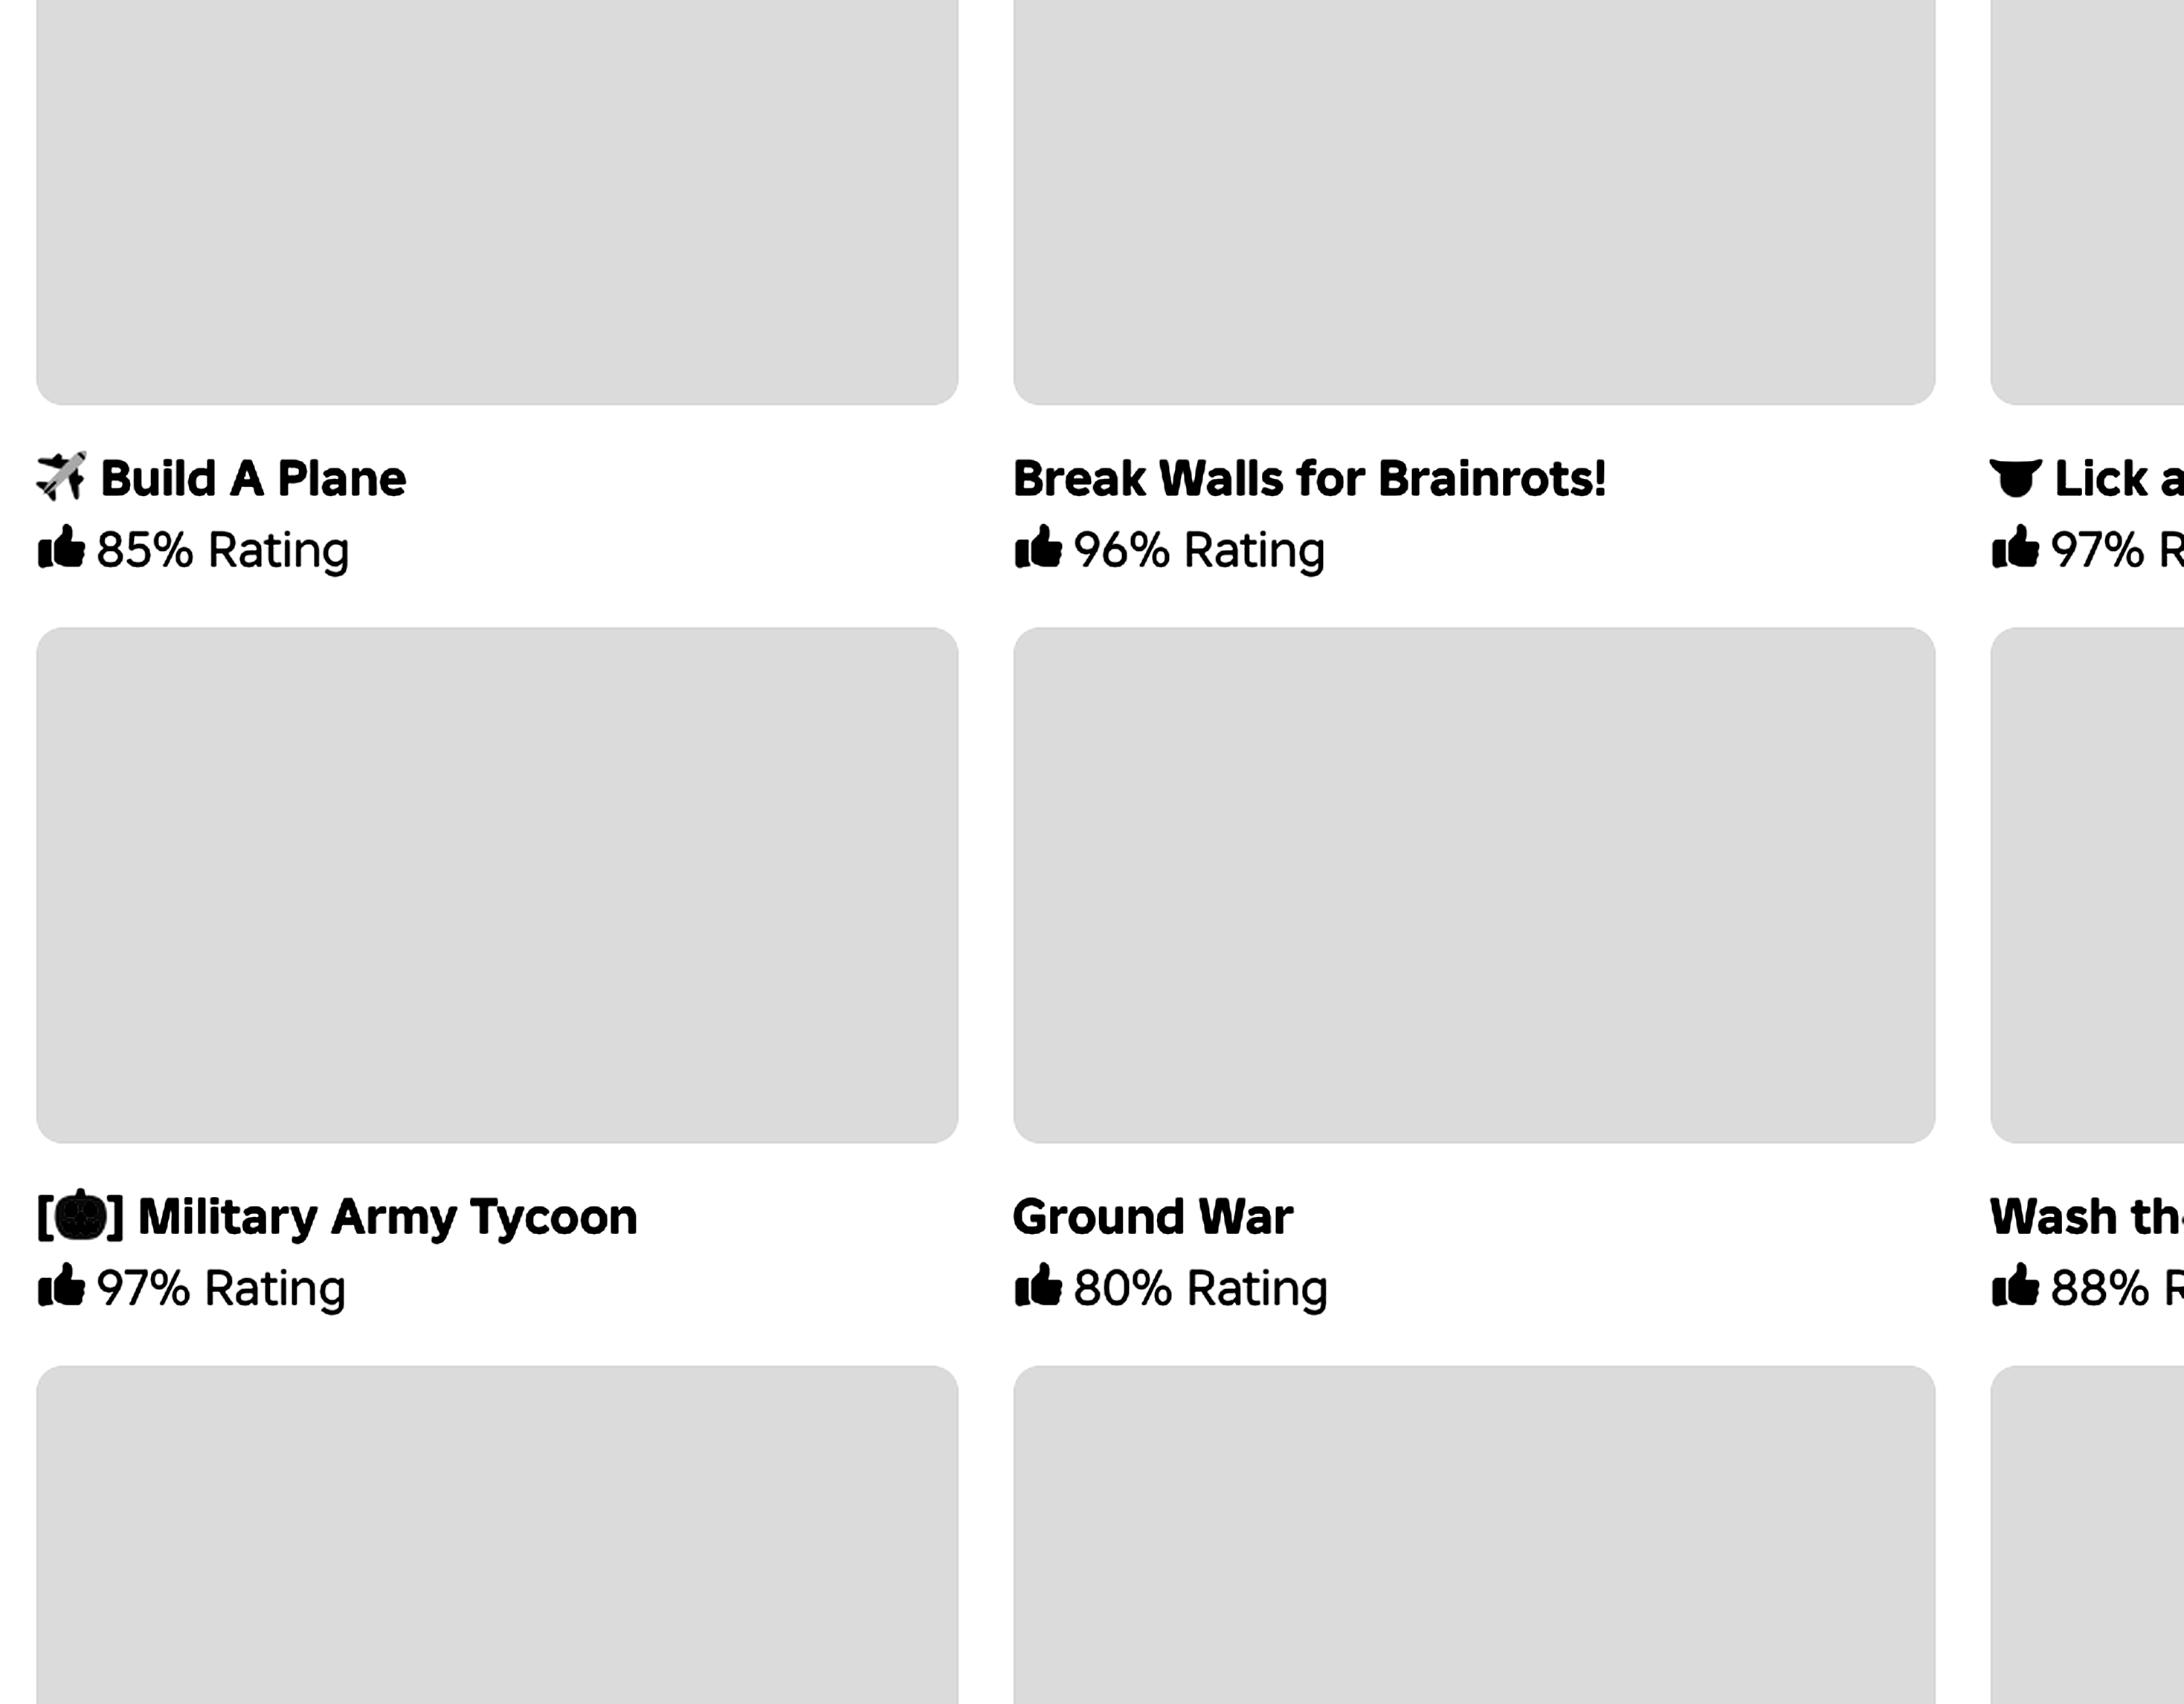 ✈️ Build A Plane
👍 85% Rating
Break Walls for Brainrots!
👍 96% Rating
👅 Lick
👍 97%
[🎃] Military Army Tycoon
👍 97% Rating
Ground War
👍 80% Rating
Wash
👍 88%